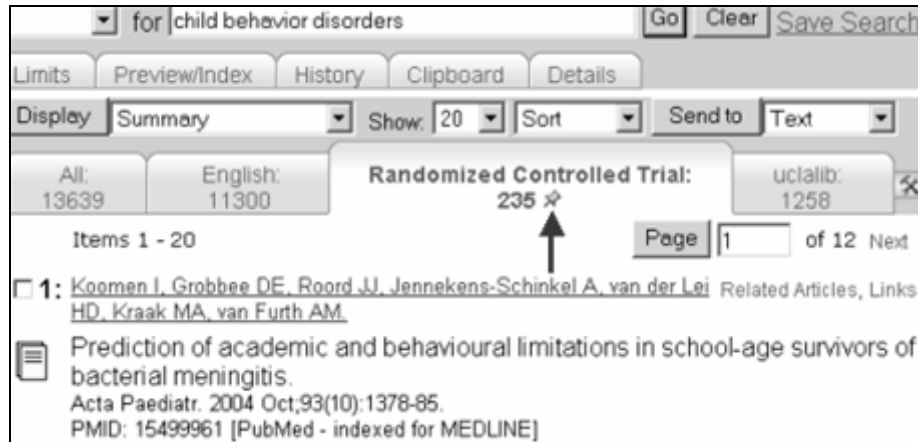 for child behavior disorders Go Clear Save Search
Limits Preview/Index History Clipboard Details
Display Summary Show: 20 Sort Send to Text
All: English: Randomized Controlled Trial: uclalib:
13639 11300 235 1258
Items 1 - 20 Page 1 of 12 Next
1: Koomen I, Grobbee DE, Roord JJ, Jennekens-Schinkel A, van der Lei Related Articles, Links
HD, Kraak MA, van Furth AM.
Prediction of academic and behavioural limitations in school-age survivors of
bacterial meningitis.
Acta Paediatr. 2004 Oct;93(10):1378-85.
PMID: 15499961 [PubMed - indexed for MEDLINE]